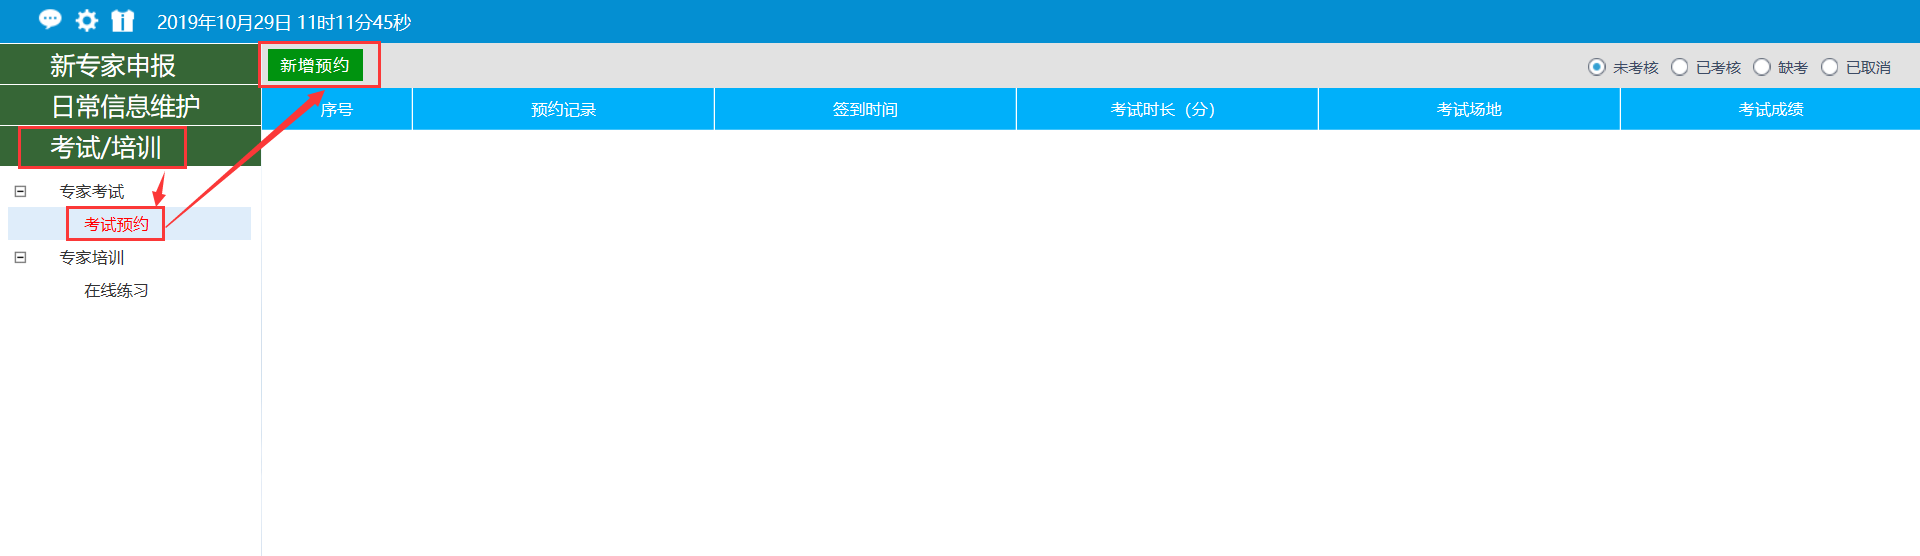 2019年10月29日 11时11分45秒
新专家申报
日常信息维护
考试/培训
专家考试
考试预约
专家培训
在线练习
新增预约
未考核 已考核 缺考 已取消
序号 预约记录 签到时间 考试时长（分） 考试场地 考试成绩